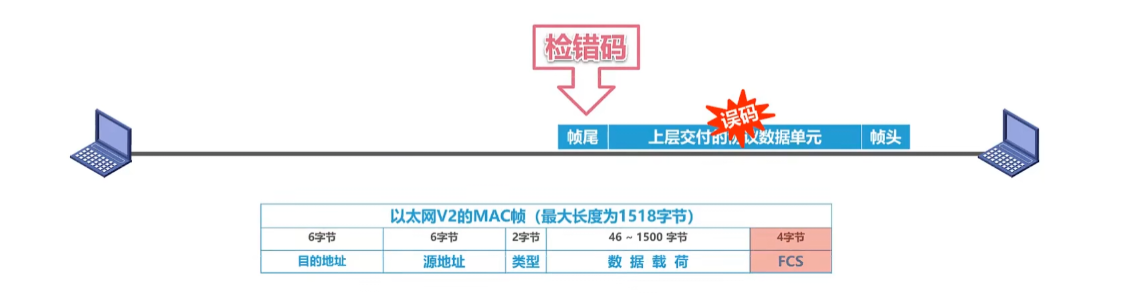 检错码
误码
帧尾 上层交付的协议数据单元 帧头
以太网V2的MAC帧（最大长度为1518字节）
6字节 6字节 2字节 46 ~ 1500 字节 4字节
目的地址 源地址 类型 数 据 载 荷 FCS